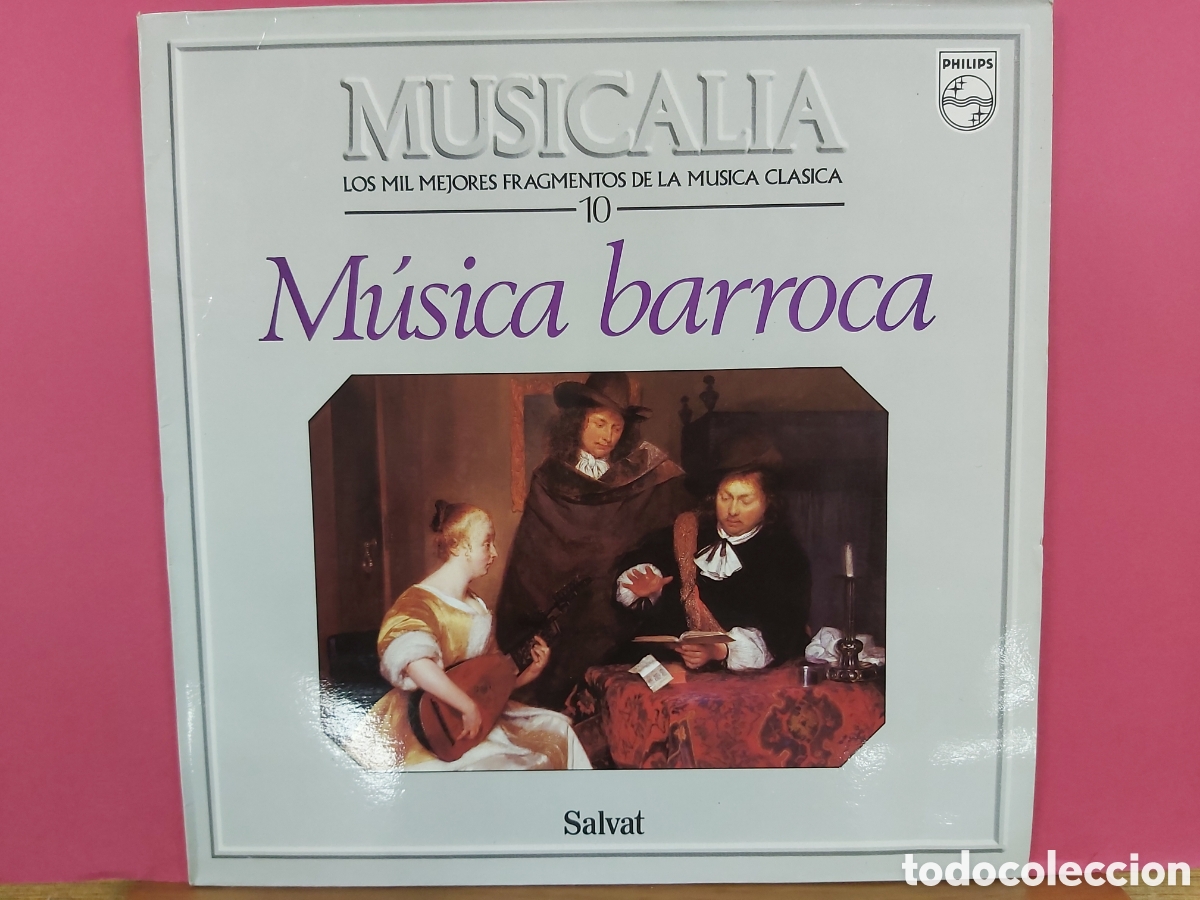 PHILIPS
MUSICALIA
LOS MIL MEJORES FRAGMENTOS DE LA MUSICA CLASICA
10
Música barroca
Salvat
todocoleccion